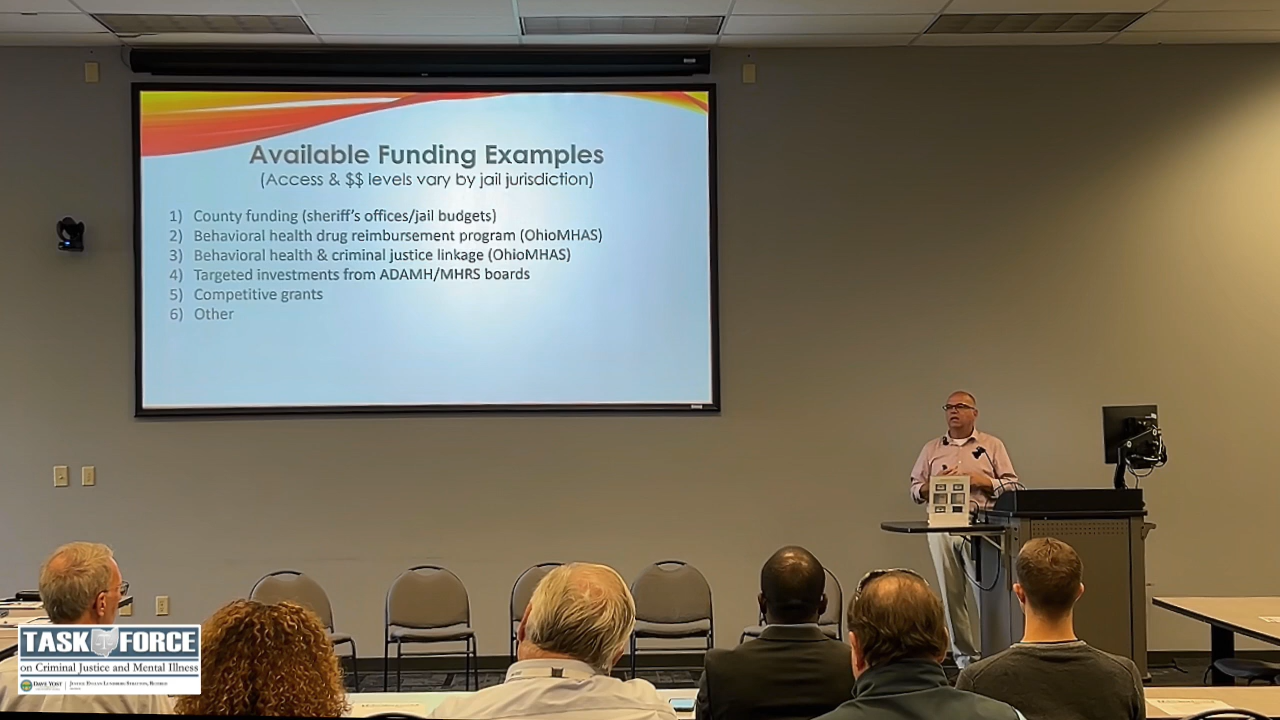 Available Funding Examples
(Access & $$ levels vary by jail jurisdiction)
1) County funding (sheriff's offices/jail budgets)
2) Behavioral health drug reimbursement program (OhioMHAS)
3) Behavioral health & criminal justice linkage (OhioMHAS)
4) Targeted investments from ADAMH/MHRS boards
5) Competitive grants
6) Other
TASK FORCE
on Criminal Justice and Mental Illness
DAVE YOST